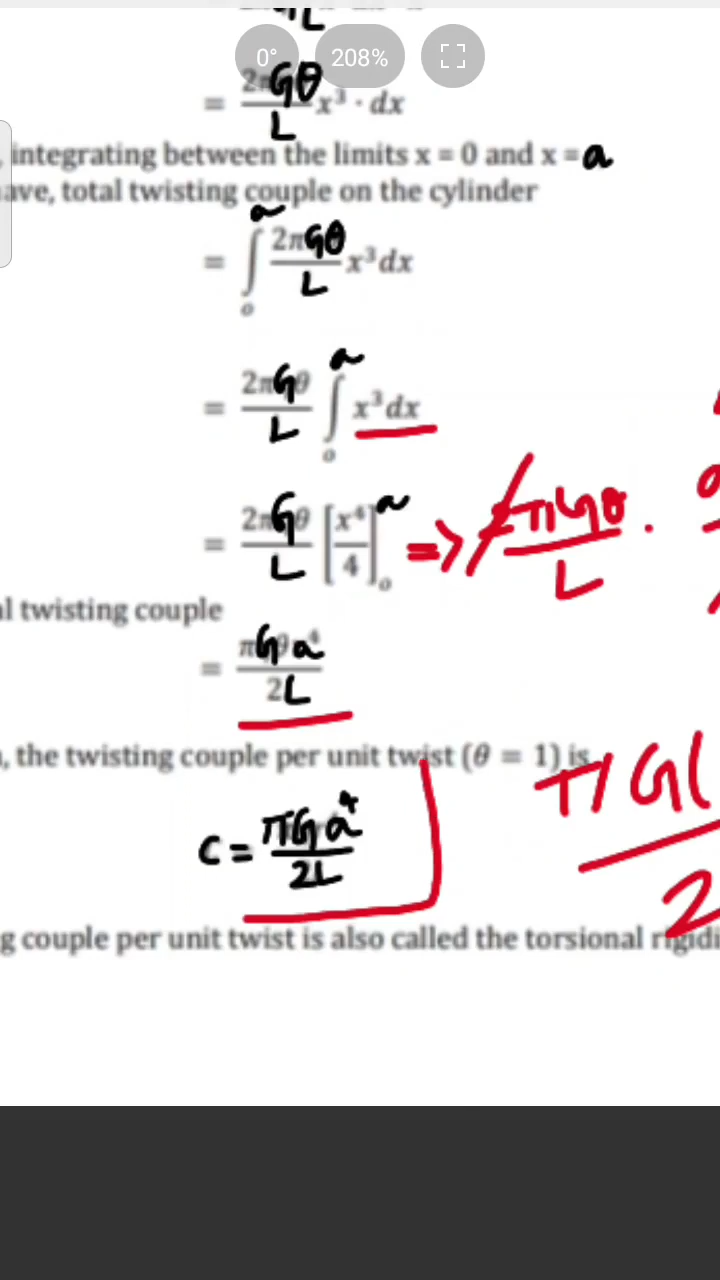 0° 208%
= 2πGθ/L x³ · dx
integrating between the limits x = 0 and x = a
ave, total twisting couple on the cylinder
= ∫₀ᵃ 2πGθ/L x³dx
= 2πGθ/L ∫₀ᵃ x³dx
= 2πGθ/L [x⁴/4]₀ᵃ => 2πGθ/L .
l twisting couple
= πGθa⁴/2L
, the twisting couple per unit twist (θ = 1) is
πG(/2
C = πGa⁴/2L
g couple per unit twist is also called the torsional rigidi